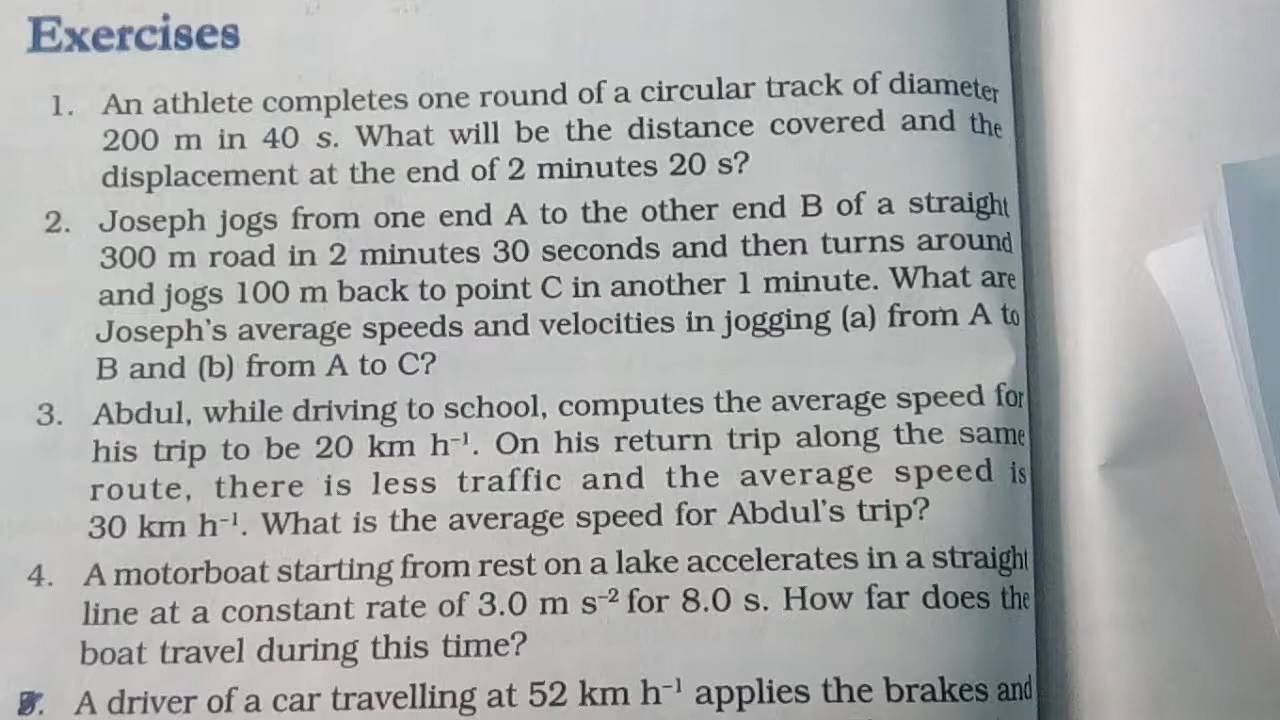 Exercises
1. An athlete completes one round of a circular track of diameter
200 m in 40 s. What will be the distance covered and the
displacement at the end of 2 minutes 20 s?
2. Joseph jogs from one end A to the other end B of a straight
300 m road in 2 minutes 30 seconds and then turns around
and jogs 100 m back to point C in another 1 minute. What are
Joseph's average speeds and velocities in jogging (a) from A to
B and (b) from A to C?
3. Abdul, while driving to school, computes the average speed for
his trip to be 20 km h⁻¹. On his return trip along the same
route, there is less traffic and the average speed is
30 km h⁻¹. What is the average speed for Abdul's trip?
4. A motorboat starting from rest on a lake accelerates in a straight
line at a constant rate of 3.0 m s⁻² for 8.0 s. How far does the
boat travel during this time?
5. A driver of a car travelling at 52 km h⁻¹ applies the brakes and